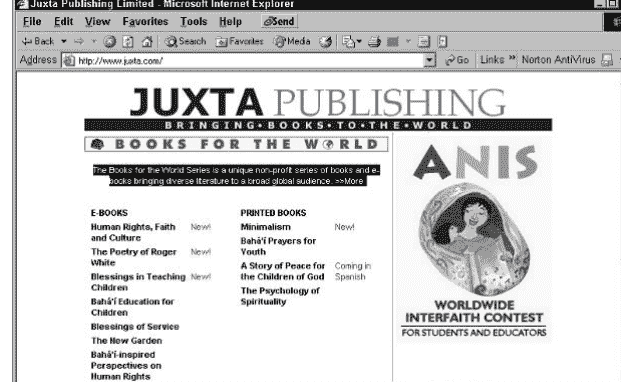 Juxta Publishing Limited - Microsoft Internet Explorer
File Edit View Favorites Tools Help Send
Back Search Favorites Media
Address http://www.juxta.com/ Go Links » Norton AntiVirus
JUXTA PUBLISHING
BRINGING•BOOKS•TO•THE•WORLD
BOOKS FOR THE WORLD
The Books for the World Series is a unique non-profit series of books and e-
books bringing diverse literature to a broad global audience. >>More
E-BOOKS
Human Rights, Faith New!
and Culture
The Poetry of Roger New!
White
Blessings in Teaching New!
Children
Bahá'í Education for
Children
Blessings of Service
The New Garden
Bahá'í-inspired
Perspectives on
Human Rights
PRINTED BOOKS
Minimalism New!
Bahá'í Prayers for
Youth
A Story of Peace for Coming in
the Children of God Spanish
The Psychology of
Spirituality
ANIS
WORLDWIDE
INTERFAITH CONTEST
FOR STUDENTS AND EDUCATORS